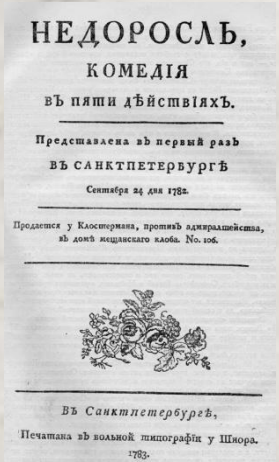 НЕДОРОСЛЬ,
КОМЕДІЯ
въ пяти дѣйствіяхъ.
Представлена въ первый разъ
въ САНКТПЕТЕРБУРГѢ
Сентября 24 дня 1782.
Продается у Клостермана, противъ адмиралтейства,
въ домѣ мещанскаго клоба. No. 106.
Въ Санктпетербургѣ,
Печатана въ вольной типографіи у Шнора.
1783.